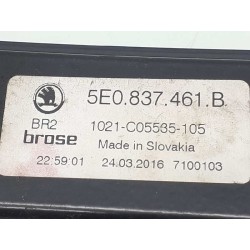 5E0.837.461.B
BR2 1021-C05535-105
brose Made in Slovakia
22:59:01 24.03.2016 7100103